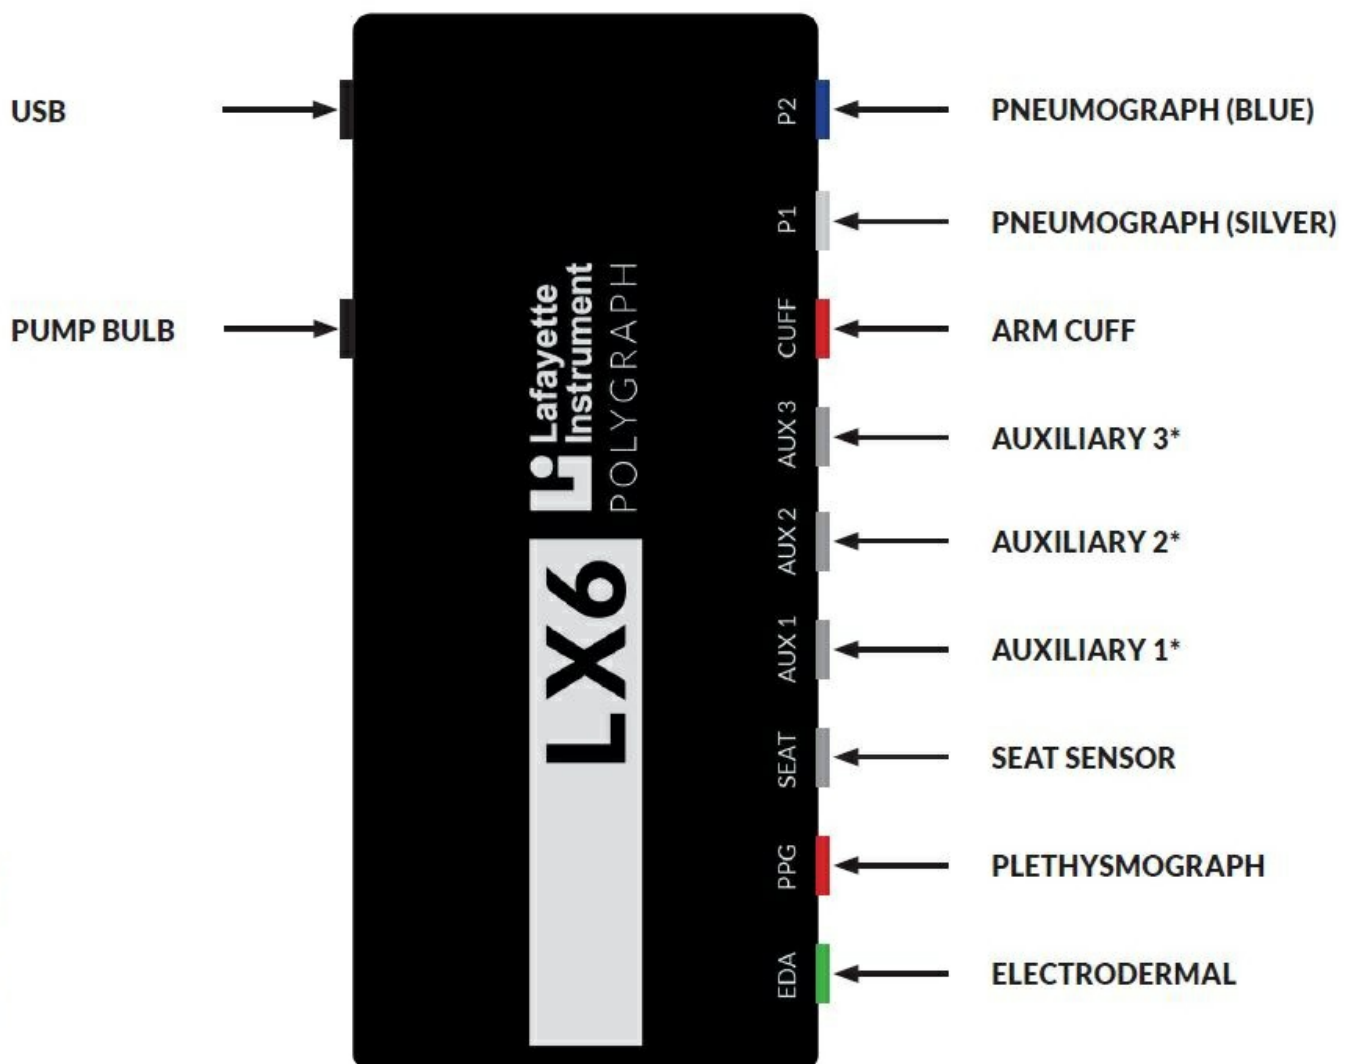 USB
PUMP BULB
P2
P1
CUFF
AUX 3
AUX 2
AUX 1
SEAT
PPG
EDA
Lafayette
Instrument
POLYGRAPH
LX6
PNEUMOGRAPH (BLUE)
PNEUMOGRAPH (SILVER)
ARM CUFF
AUXILIARY 3*
AUXILIARY 2*
AUXILIARY 1*
SEAT SENSOR
PLETHYSMOGRAPH
ELECTRODERMAL